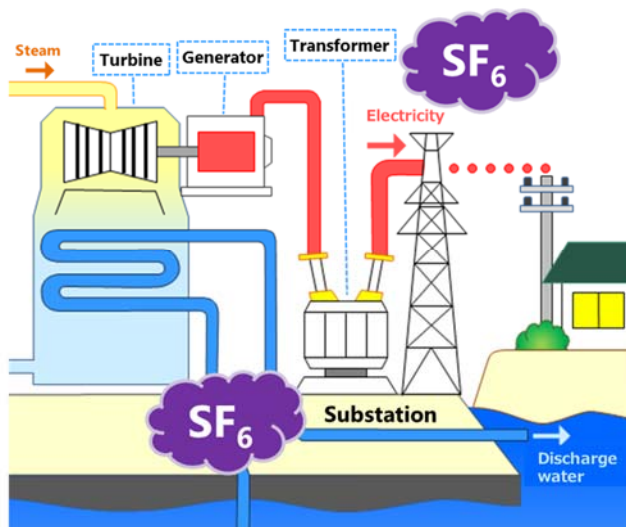 Steam
Turbine
Generator
Transformer
SF6
Electricity
SF6
Substation
Discharge
water